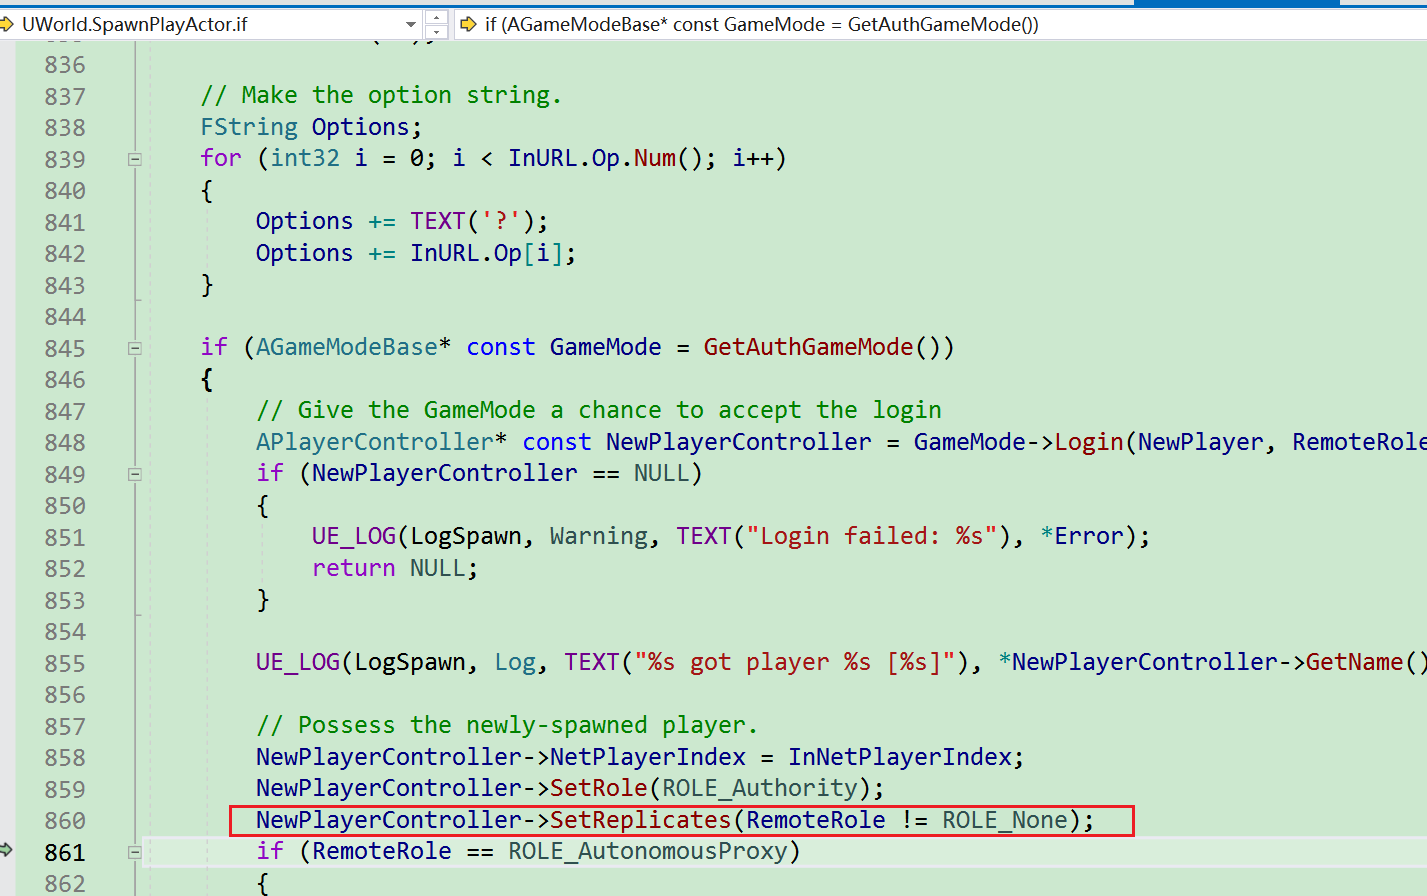 UWorld.SpawnPlayActor.if
if (AGameModeBase* const GameMode = GetAuthGameMode())
836
837 // Make the option string.
838 FString Options;
839 for (int32 i = 0; i < InURL.Op.Num(); i++)
840 {
841 Options += TEXT('?');
842 Options += InURL.Op[i];
843 }
844
845 if (AGameModeBase* const GameMode = GetAuthGameMode())
846 {
847 // Give the GameMode a chance to accept the login
848 APlayerController* const NewPlayerController = GameMode->Login(NewPlayer, RemoteRole
849 if (NewPlayerController == NULL)
850 {
851 UE_LOG(LogSpawn, Warning, TEXT("Login failed: %s"), *Error);
852 return NULL;
853 }
854
855 UE_LOG(LogSpawn, Log, TEXT("%s got player %s [%s]"), *NewPlayerController->GetName()
856
857 // Possess the newly-spawned player.
858 NewPlayerController->NetPlayerIndex = InNetPlayerIndex;
859 NewPlayerController->SetRole(ROLE_Authority);
860 NewPlayerController->SetReplicates(RemoteRole != ROLE_None);
861 if (RemoteRole == ROLE_AutonomousProxy)
862 {